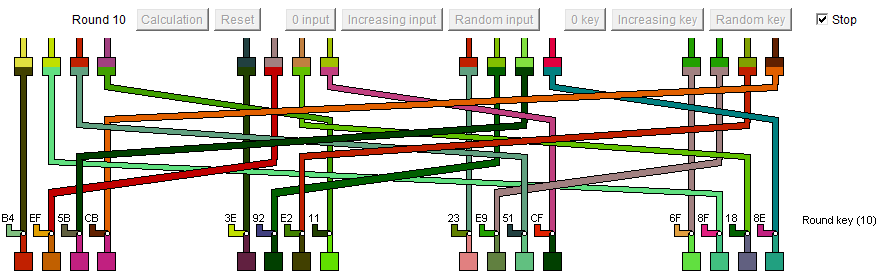 Round 10 Calculation Reset 0 input Increasing input Random input 0 key Increasing key Random key Stop
B4 EF 5B CB 3E 92 E2 11 23 E9 51 CF 6F 8F 18 8E Round key (10)